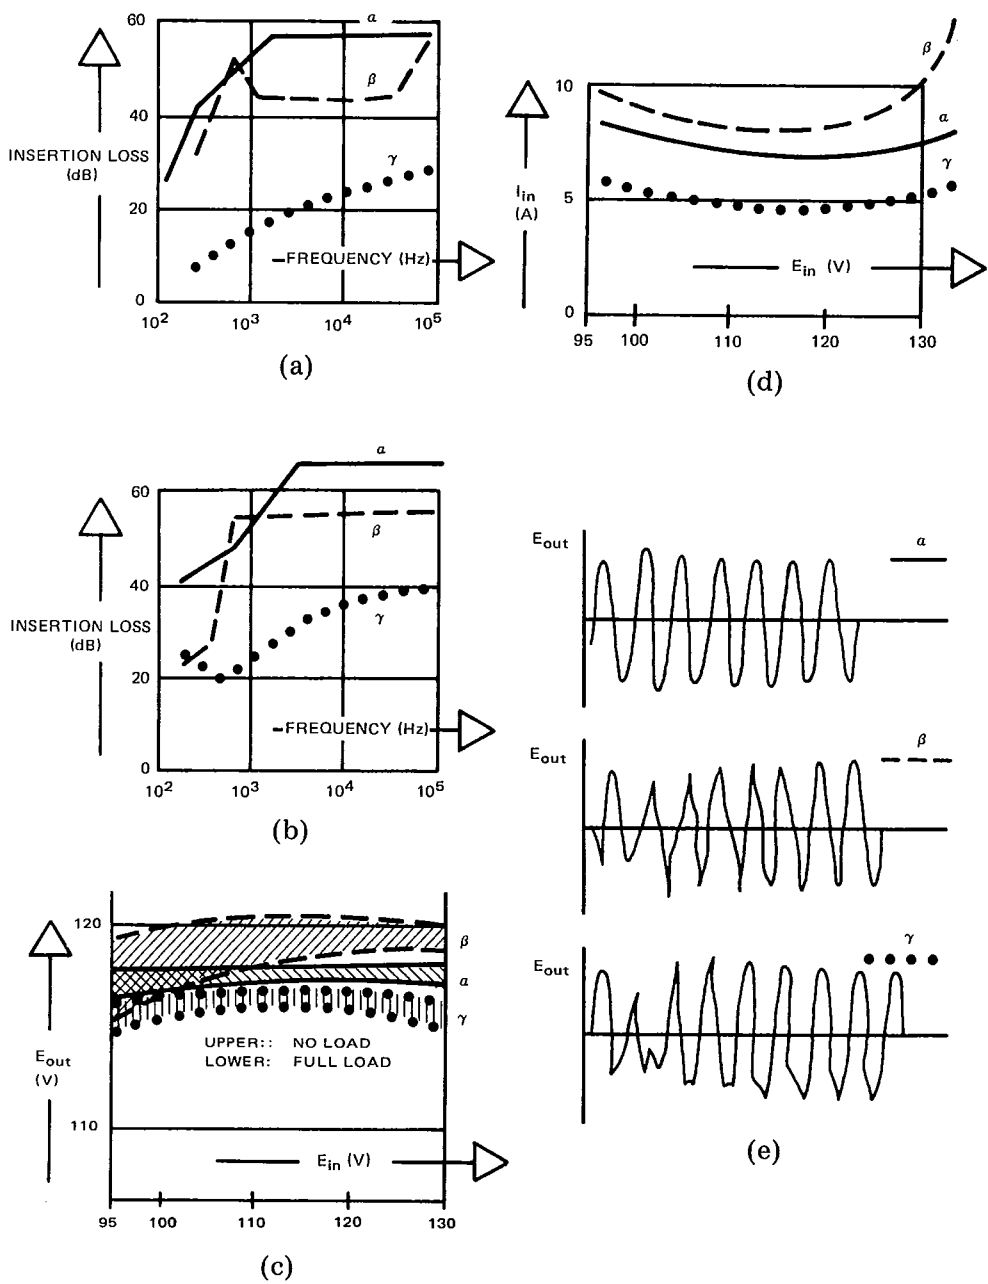 60
α
β
40
INSERTION LOSS
(dB)
γ
20
FREQUENCY (Hz)
0
10² 10³ 10⁴ 10⁵
(a)
β
10
α
γ
I_in
(A)
5
E_in (V)
0
95 100 110 120 130
(d)
α
60
β
40
INSERTION LOSS
(dB)
γ
20
FREQUENCY (Hz)
0
10² 10³ 10⁴ 10⁵
(b)
120
β
α
γ
UPPER:: NO LOAD
LOWER: FULL LOAD
E_out
(V)
110
E_in (V)
95 100 110 120 130
(c)
E_out
α
E_out
β
E_out
γ
(e)